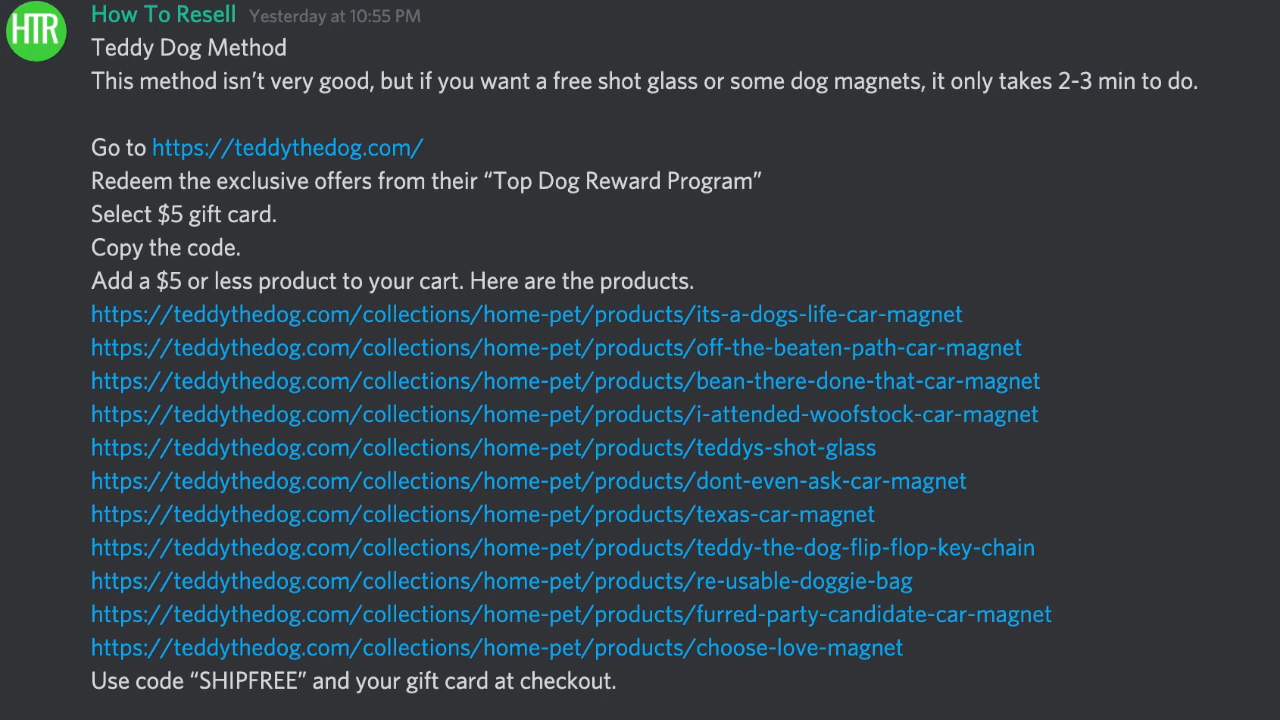 HTR
How To Resell Yesterday at 10:55 PM
Teddy Dog Method
This method isn’t very good, but if you want a free shot glass or some dog magnets, it only takes 2-3 min to do.
Go to https://teddythedog.com/
Redeem the exclusive offers from their “Top Dog Reward Program”
Select $5 gift card.
Copy the code.
Add a $5 or less product to your cart. Here are the products.
https://teddythedog.com/collections/home-pet/products/its-a-dogs-life-car-magnet
https://teddythedog.com/collections/home-pet/products/off-the-beaten-path-car-magnet
https://teddythedog.com/collections/home-pet/products/bean-there-done-that-car-magnet
https://teddythedog.com/collections/home-pet/products/i-attended-woofstock-car-magnet
https://teddythedog.com/collections/home-pet/products/teddys-shot-glass
https://teddythedog.com/collections/home-pet/products/dont-even-ask-car-magnet
https://teddythedog.com/collections/home-pet/products/texas-car-magnet
https://teddythedog.com/collections/home-pet/products/teddy-the-dog-flip-flop-key-chain
https://teddythedog.com/collections/home-pet/products/re-usable-doggie-bag
https://teddythedog.com/collections/home-pet/products/furred-party-candidate-car-magnet
https://teddythedog.com/collections/home-pet/products/choose-love-magnet
Use code “SHIPFREE” and your gift card at checkout.